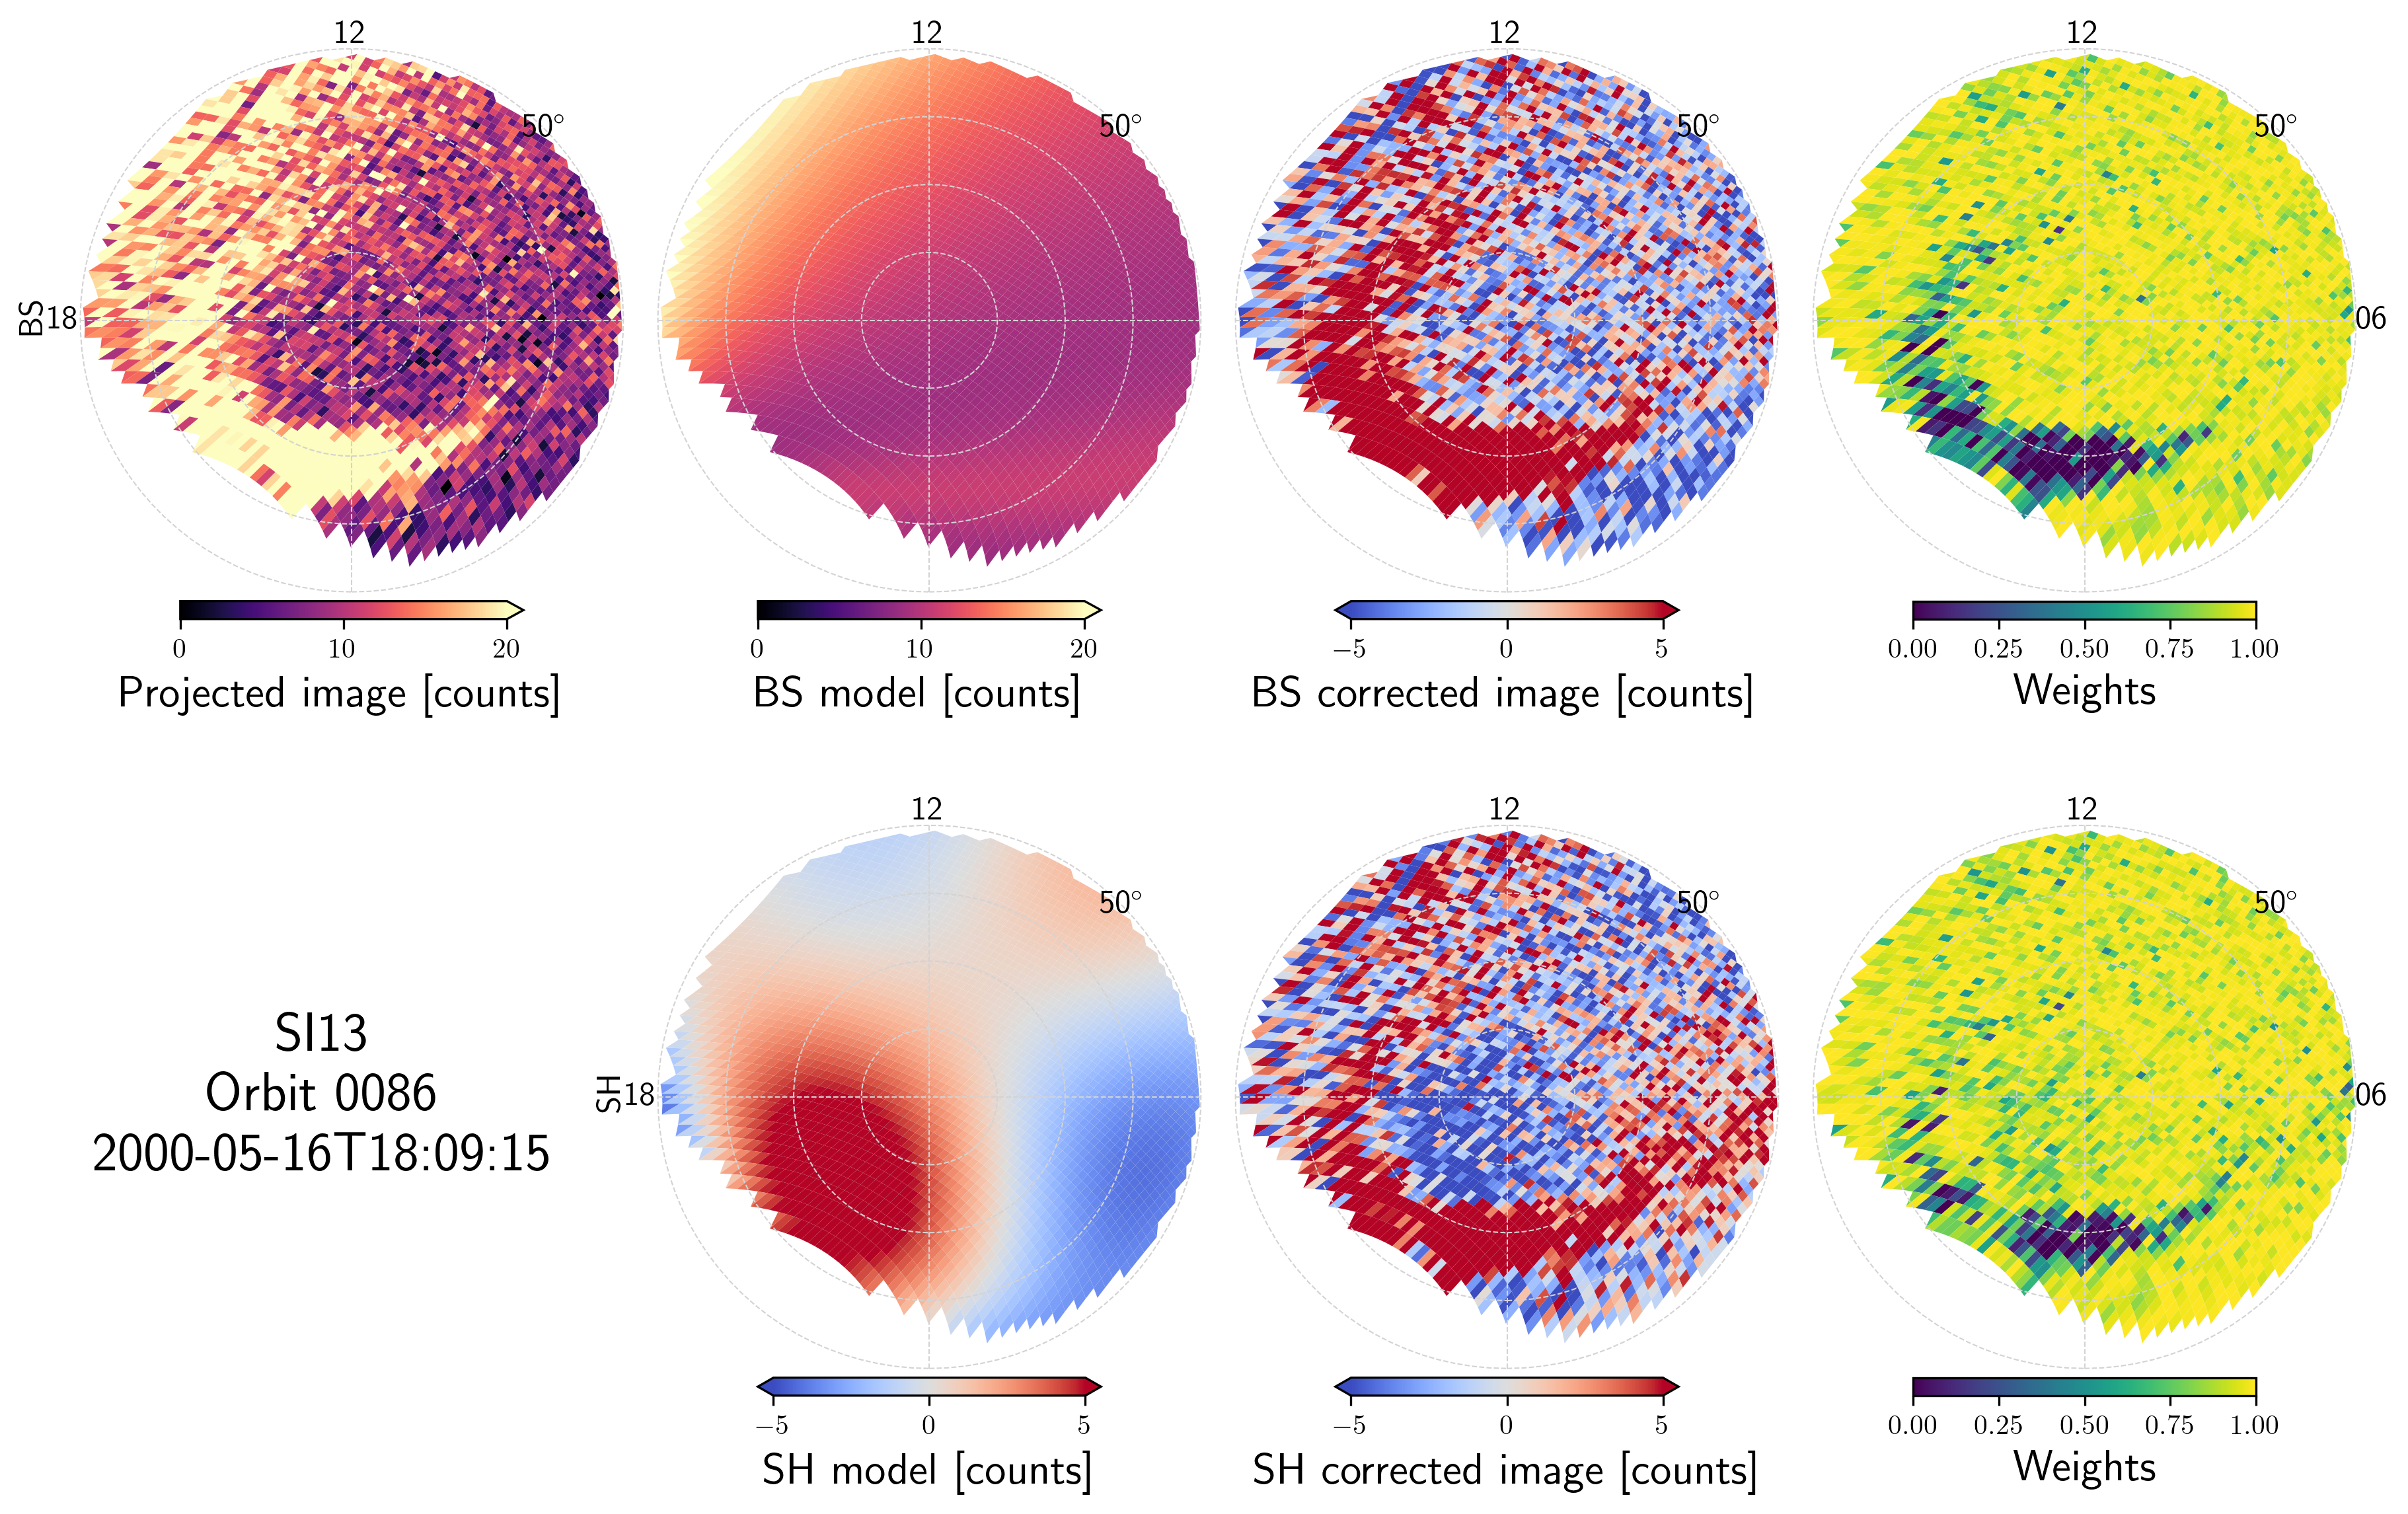 12 12 12 12
50° 50° 50° 50°
BS 18 06
0 10 20 0 10 20 −5 0 5 0.00 0.25 0.50 0.75 1.00
Projected image [counts] BS model [counts] BS corrected image [counts] Weights
12 12 12
50° 50° 50°
SI13
Orbit 0086
2000-05-16T18:09:15
SH 18 06
−5 0 5 −5 0 5 0.00 0.25 0.50 0.75 1.00
SH model [counts] SH corrected image [counts] Weights